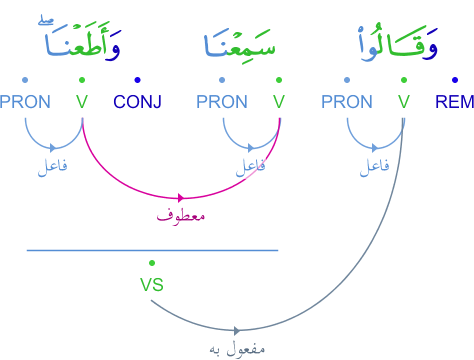 وَقَالُوا۟ سَمِعْنَا وَأَطَعْنَا ۖ
REM V PRON V PRON CONJ V PRON
فاعل فاعل فاعل
معطوف
VS
مفعول به